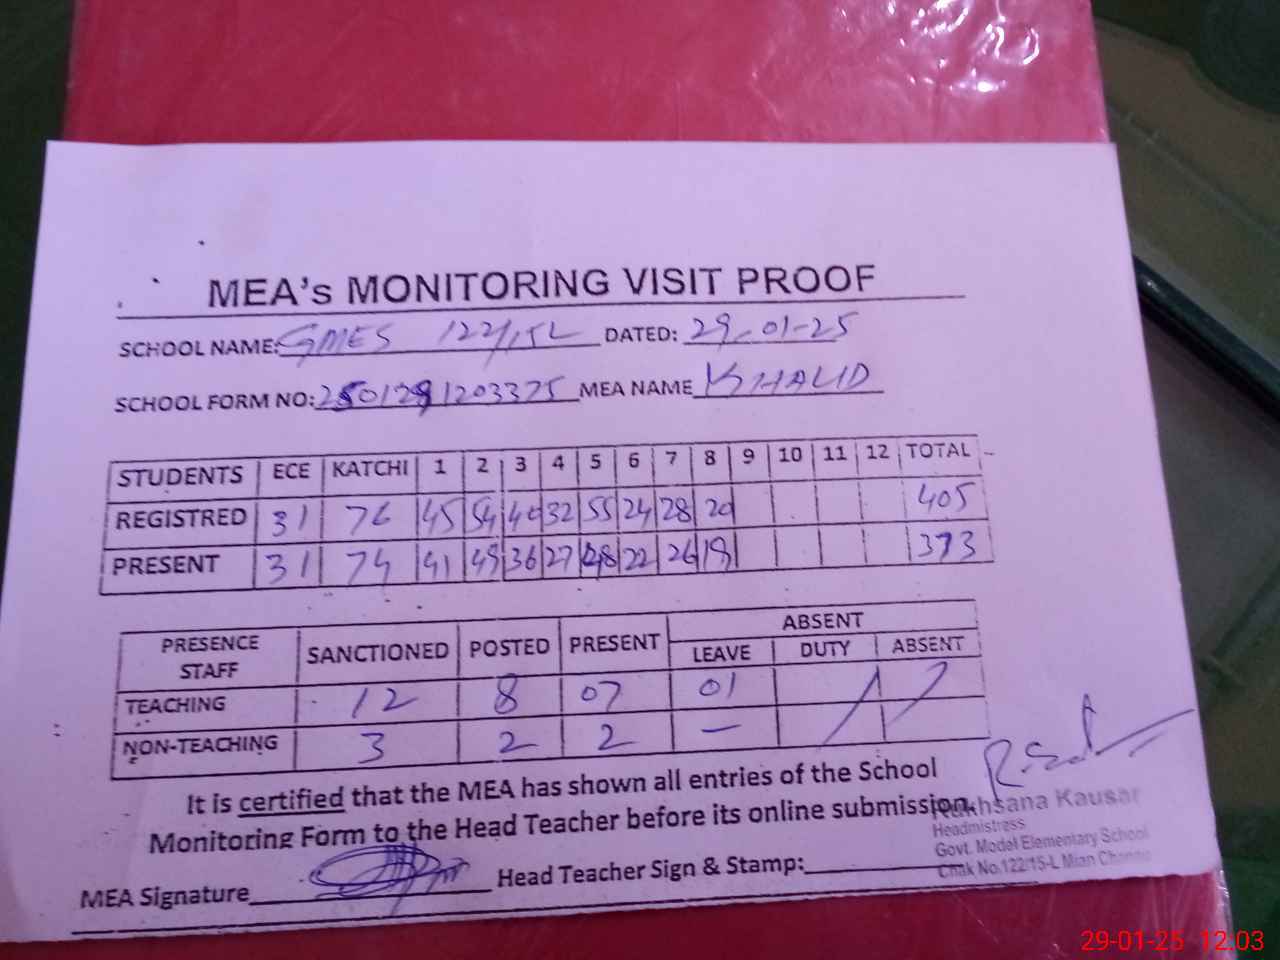 MEA's MONITORING VISIT PROOF
SCHOOL NAME: GMES 122/15L DATED: 29-01-25
SCHOOL FORM NO: 2501291203375 MEA NAME KHALID
STUDENTS ECE KATCHI 1 2 3 4 5 6 7 8 9 10 11 12 TOTAL
REGISTRED 31 76 45 54 40 32 55 24 28 20 405
PRESENT 31 74 41 49 36 27 48 22 26 19 373
ABSENT
PRESENCE STAFF SANCTIONED POSTED PRESENT LEAVE DUTY ABSENT
TEACHING 12 8 07 01
NON-TEACHING 3 2 2 —
It is certified that the MEA has shown all entries of the School
Monitoring Form to the Head Teacher before its online submission.
Rukhsana Kausar
Headmistress
Govt. Model Elementary School
Chak No.122/15-L Mian Channu
MEA Signature Head Teacher Sign & Stamp:
29-01-25 12:03